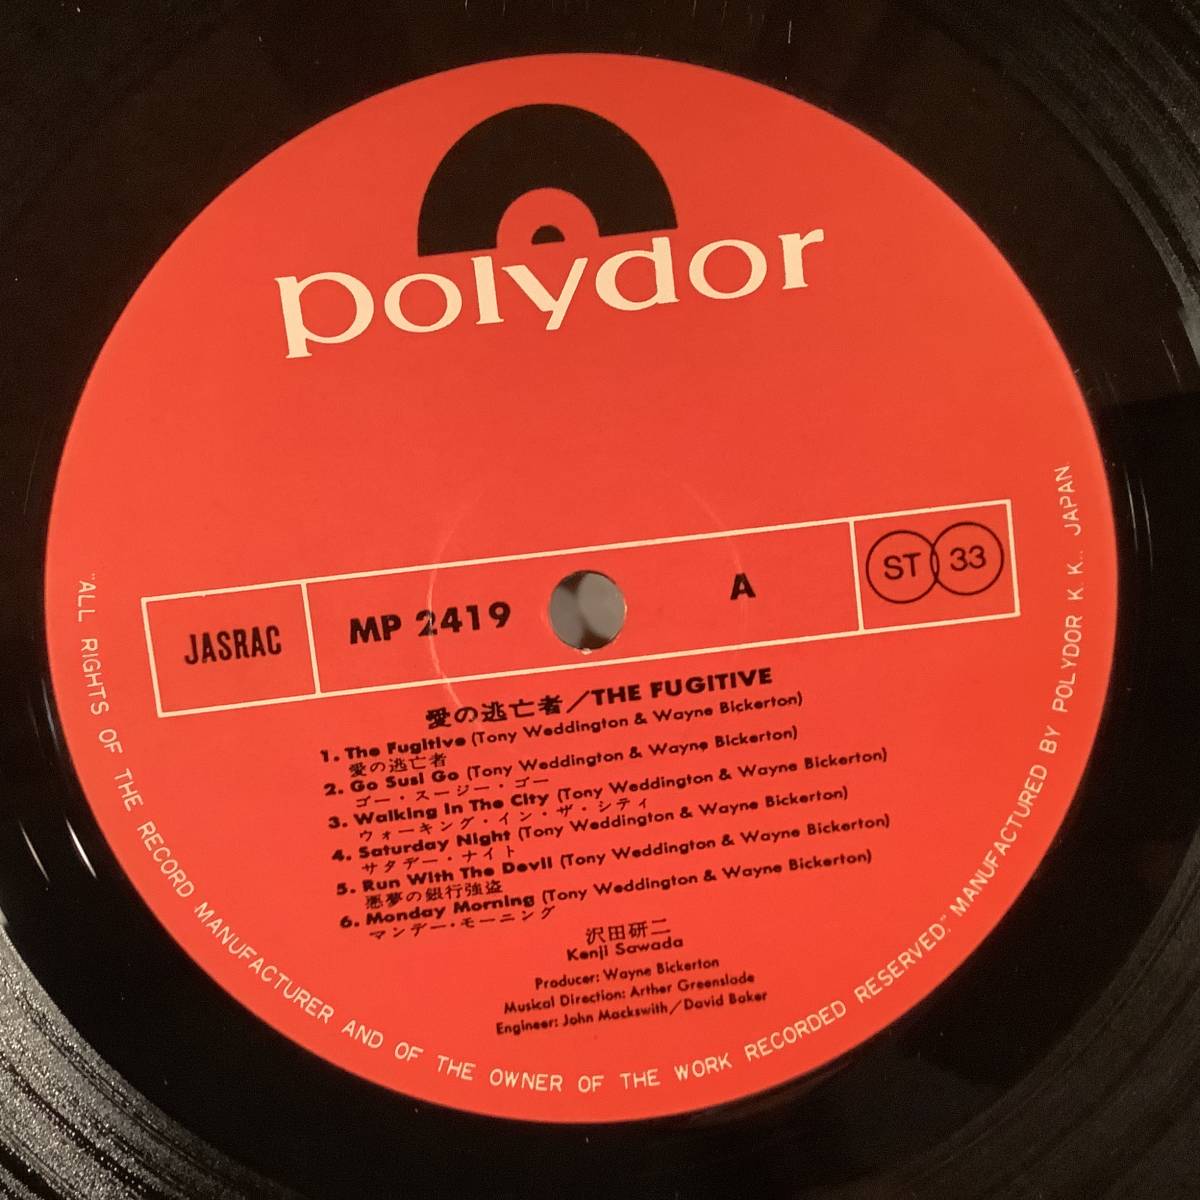 polydor
JASRAC
MP 2419
A
ST 33
愛の逃亡者/THE FUGITIVE
1. The Fugitive (Tony Weddington & Wayne Bickerton)
愛の逃亡者
2. Go Susi Go (Tony Weddington & Wayne Bickerton)
ゴー・スージー・ゴー
3. Walking In The City (Tony Weddington & Wayne Bickerton)
ウォーキング・イン・ザ・シティ
4. Saturday Night (Tony Weddington & Wayne Bickerton)
サタデー・ナイト
5. Run With The Devil (Tony Weddington & Wayne Bickerton)
悪夢の銀行強盗
6. Monday Morning (Tony Weddington & Wayne Bickerton)
マンデー・モーニング
沢田研二
Kenji Sawada
Producer: Wayne Bickerton
Musical Direction: Arther Greenslade
Engineer: John Mackswith/David Baker
"ALL RIGHTS OF THE RECORD MANUFACTURER AND OF THE OWNER OF THE WORK RECORDED RESERVED." MANUFACTURED BY POLYDOR K. K., JAPAN